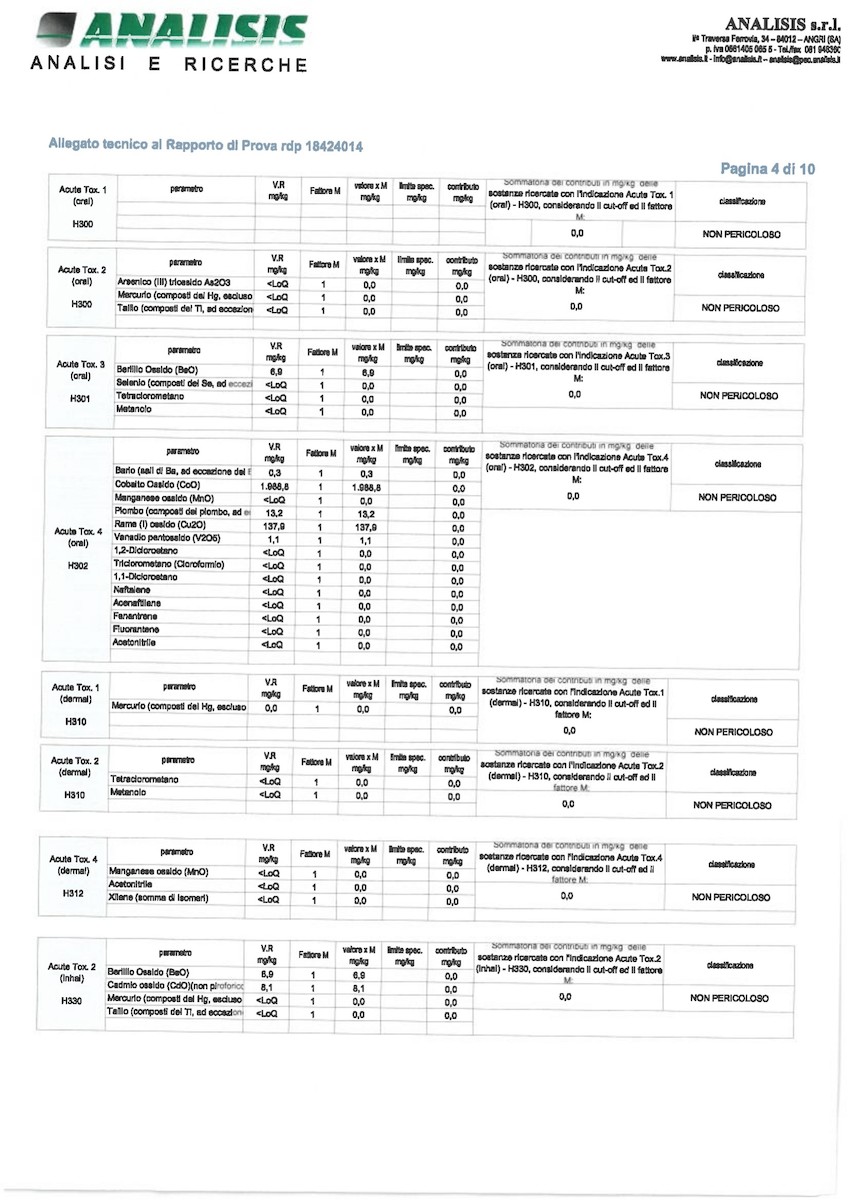 ANALISIS
ANALISI E RICERCHE
ANALISIS s.r.l.
IIª Traversa Ferrovia, 34 – 84012 – ANGRI (SA)
p. iva 0661405 065 5 - Tel./fax 081 946360
www.analisis.it - info@analisis.it – analisis@pec.analisis.it
Allegato tecnico al Rapporto di Prova rdp 18424014
Pagina 4 di 10
Acute Tox. 1 (oral) H300
parametro V.R mg/kg Fattore M valore x M mg/kg limite spec. mg/kg contributo mg/kg
Sommatoria dei contributi in mg/kg delle
sostanze ricercate con l'indicazione Acute Tox. 1
(oral) - H300, considerando il cut-off ed il fattore
M:
classificazione
0,0 NON PERICOLOSO
Acute Tox. 2 (oral) H300
parametro V.R mg/kg Fattore M valore x M mg/kg limite spec. mg/kg contributo mg/kg
Sommatoria dei contributi in mg/kg delle
sostanze ricercate con l'indicazione Acute Tox.2
(oral) - H300, considerando il cut-off ed il fattore
M:
classificazione
Arsenico (III) triossido As2O3 <LoQ 1 0,0 0,0
Mercurio (composti del Hg, escluso <LoQ 1 0,0 0,0
Tallio (composti del Tl, ad eccezion <LoQ 1 0,0 0,0
0,0 NON PERICOLOSO
Acute Tox. 3 (oral) H301
parametro V.R mg/kg Fattore M valore x M mg/kg limite spec. mg/kg contributo mg/kg
Sommatoria dei contributi in mg/kg delle
sostanze ricercate con l'indicazione Acute Tox.3
(oral) - H301, considerando il cut-off ed il fattore
M:
classificazione
Berillio Ossido (BeO) 6,9 1 6,9 0,0
Selenio (composti del Se, ad eccezi <LoQ 1 0,0 0,0
Tetraclorometano <LoQ 1 0,0 0,0
Metanolo <LoQ 1 0,0 0,0
0,0 NON PERICOLOSO
Acute Tox. 4 (oral) H302
parametro V.R mg/kg Fattore M valore x M mg/kg limite spec. mg/kg contributo mg/kg
Sommatoria dei contributi in mg/kg delle
sostanze ricercate con l'indicazione Acute Tox.4
(oral) - H302, considerando il cut-off ed il fattore
M:
classificazione
Bario (sali di Ba, ad eccezione del 0,3 1 0,3 0,0
Cobalto Ossido (CoO) 1.988,8 1 1.988,8 0,0
Manganese ossido (MnO) <LoQ 1 0,0 0,0
Piombo (composti del piombo, ad e 13,2 1 13,2 0,0
Rame (I) ossido (Cu2O) 137,9 1 137,9 0,0
Vanadio pentossido (V2O5) 1,1 1 1,1 0,0
1,2-Dicloroetano <LoQ 1 0,0 0,0
Triclorometano (Cloroformio) <LoQ 1 0,0 0,0
1,1-Dicloroetano <LoQ 1 0,0 0,0
Naftalene <LoQ 1 0,0 0,0
Acenaftilene <LoQ 1 0,0 0,0
Fenantrene <LoQ 1 0,0 0,0
Fluorantene <LoQ 1 0,0 0,0
Acetonitrile <LoQ 1 0,0 0,0
0,0 NON PERICOLOSO
Acute Tox. 1 (dermal) H310
parametro V.R mg/kg Fattore M valore x M mg/kg limite spec. mg/kg contributo mg/kg
Sommatoria dei contributi in mg/kg delle
sostanze ricercate con l'indicazione Acute Tox.1
(dermal) - H310, considerando il cut-off ed il
fattore M:
classificazione
Mercurio (composti del Hg, escluso 0,0 1 0,0 0,0
0,0 NON PERICOLOSO
Acute Tox. 2 (dermal) H310
parametro V.R mg/kg Fattore M valore x M mg/kg limite spec. mg/kg contributo mg/kg
Sommatoria dei contributi in mg/kg delle
sostanze ricercate con l'indicazione Acute Tox.2
(dermal) - H310, considerando il cut-off ed il
fattore M:
classificazione
Tetraclorometano <LoQ 1 0,0 0,0
Metanolo <LoQ 1 0,0 0,0
0,0 NON PERICOLOSO
Acute Tox. 4 (dermal) H312
parametro V.R mg/kg Fattore M valore x M mg/kg limite spec. mg/kg contributo mg/kg
Sommatoria dei contributi in mg/kg delle
sostanze ricercate con l'indicazione Acute Tox.4
(dermal) - H312, considerando il cut-off ed il
fattore M:
classificazione
Manganese ossido (MnO) <LoQ 1 0,0 0,0
Acetonitrile <LoQ 1 0,0 0,0
Xilene (somma di isomeri) <LoQ 1 0,0 0,0
0,0 NON PERICOLOSO
Acute Tox. 2 (inhal) H330
parametro V.R mg/kg Fattore M valore x M mg/kg limite spec. mg/kg contributo mg/kg
Sommatoria dei contributi in mg/kg delle
sostanze ricercate con l'indicazione Acute Tox.2
(inhal) - H330, considerando il cut-off ed il fattore
M:
classificazione
Berillio Ossido (BeO) 6,9 1 6,9 0,0
Cadmio ossido (CdO)(non piroforico 8,1 1 8,1 0,0
Mercurio (composti del Hg, escluso <LoQ 1 0,0 0,0
Tallio (composti del Tl, ad eccezion <LoQ 1 0,0 0,0
0,0 NON PERICOLOSO